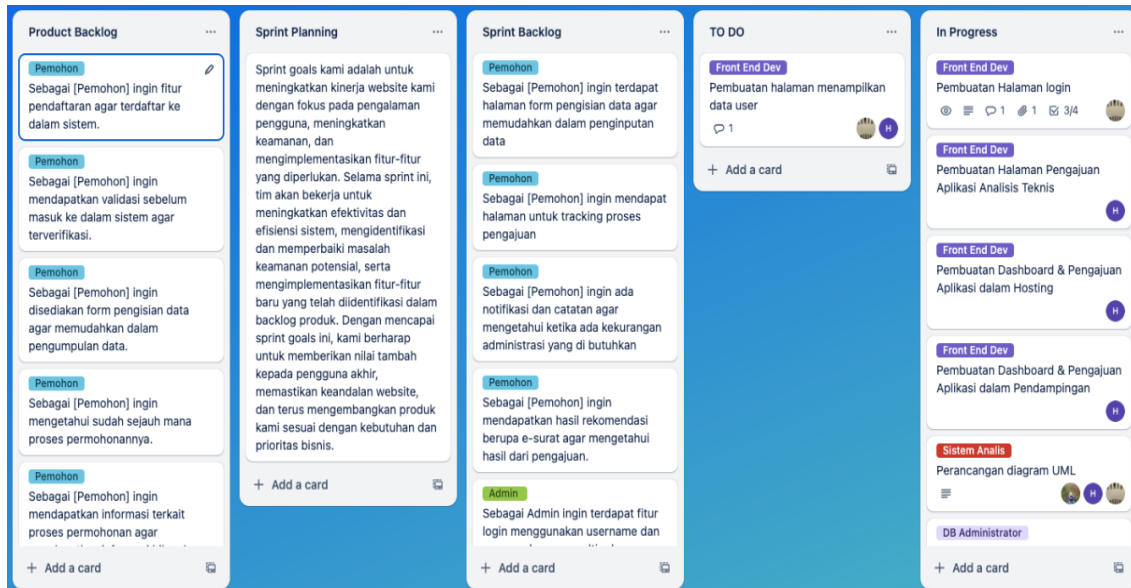 Product Backlog
Pemohon
Sebagai [Pemohon] ingin fitur
pendaftaran agar terdaftar ke
dalam sistem.
Pemohon
Sebagai [Pemohon] ingin
mendapatkan validasi sebelum
masuk ke dalam sistem agar
terverifikasi.
Pemohon
Sebagai [Pemohon] ingin
disediakan form pengisian data
agar memudahkan dalam
pengumpulan data.
Pemohon
Sebagai [Pemohon] ingin
mengetahui sudah sejauh mana
proses permohonannya.
Pemohon
Sebagai [Pemohon] ingin
mendapatkan informasi terkait
proses permohonan agar
+ Add a card
Sprint Planning
Sprint goals kami adalah untuk
meningkatkan kinerja website kami
dengan fokus pada pengalaman
pengguna, meningkatkan
keamanan, dan
mengimplementasikan fitur-fitur
yang diperlukan. Selama sprint ini,
tim akan bekerja untuk
meningkatkan efektivitas dan
efisiensi sistem, mengidentifikasi
dan memperbaiki masalah
keamanan potensial, serta
mengimplementasikan fitur-fitur
baru yang telah diidentifikasi dalam
backlog produk. Dengan mencapai
sprint goals ini, kami berharap
untuk memberikan nilai tambah
kepada pengguna akhir,
memastikan keandalan website,
dan terus mengembangkan produk
kami sesuai dengan kebutuhan dan
prioritas bisnis.
+ Add a card
Sprint Backlog
Pemohon
Sebagai [Pemohon] ingin terdapat
halaman form pengisian data agar
memudahkan dalam penginputan
data
Pemohon
Sebagai [Pemohon] ingin mendapat
halaman untuk tracking proses
pengajuan
Pemohon
Sebagai [Pemohon] ingin ada
notifikasi dan catatan agar
mengetahui ketika ada kekurangan
administrasi yang di butuhkan
Pemohon
Sebagai [Pemohon] ingin
mendapatkan hasil rekomendasi
berupa e-surat agar mengetahui
hasil dari pengajuan.
Admin
Sebagai Admin ingin terdapat fitur
login menggunakan username dan
+ Add a card
TO DO
Front End Dev
Pembuatan halaman menampilkan
data user
1
H
+ Add a card
In Progress
Front End Dev
Pembuatan Halaman login
1 1 3/4
Front End Dev
Pembuatan Halaman Pengajuan
Aplikasi Analisis Teknis
H
Front End Dev
Pembuatan Dashboard & Pengajuan
Aplikasi dalam Hosting
H
Front End Dev
Pembuatan Dashboard & Pengajuan
Aplikasi dalam Pendampingan
H
Sistem Analis
Perancangan diagram UML
H
DB Administrator
+ Add a card